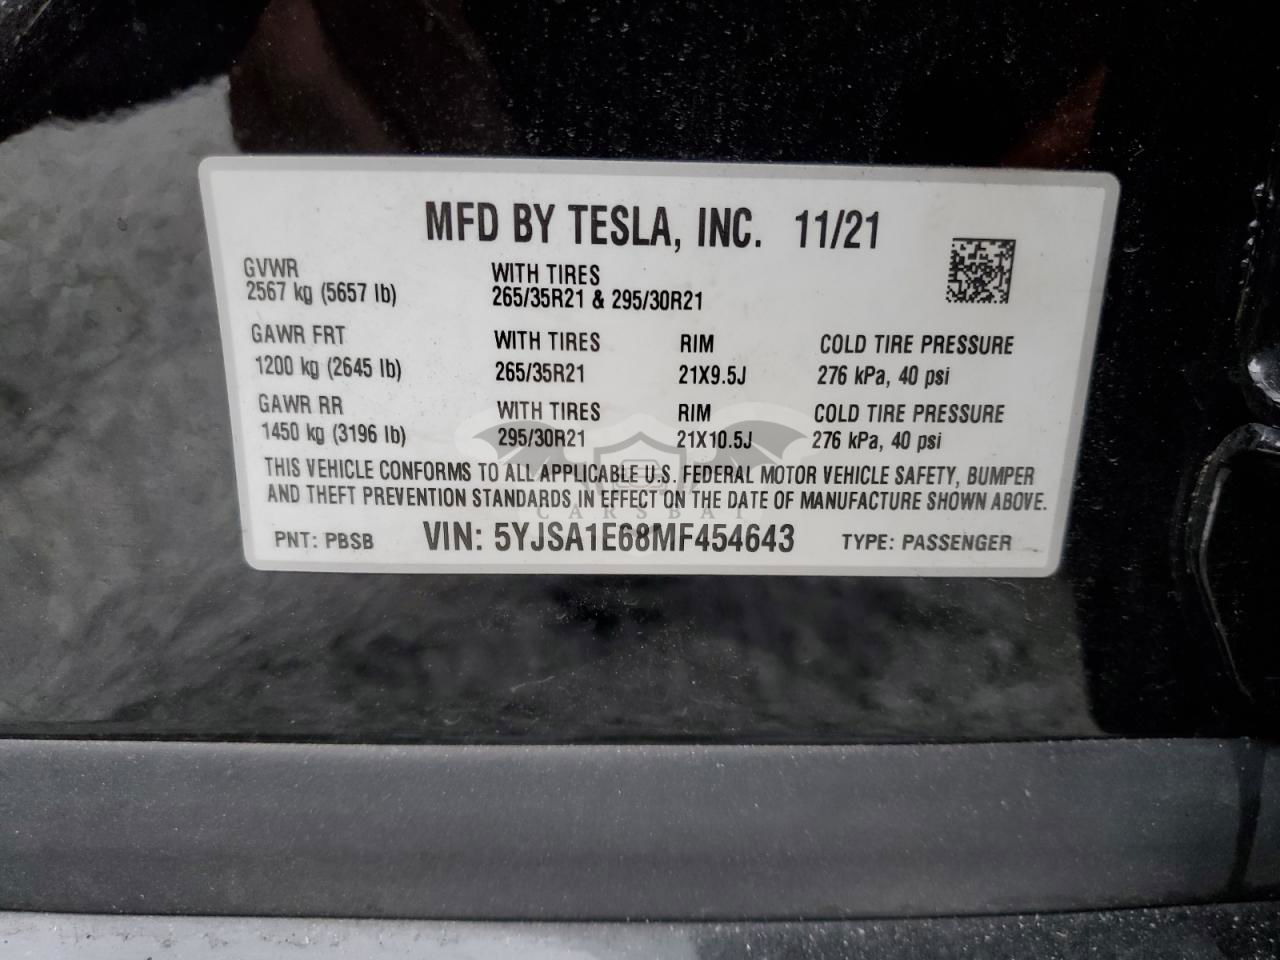 MFD BY TESLA, INC. 11/21
GVWR WITH TIRES
2567 kg (5657 lb) 265/35R21 & 295/30R21
GAWR FRT WITH TIRES RIM COLD TIRE PRESSURE
1200 kg (2645 lb) 265/35R21 21X9.5J 276 kPa, 40 psi
GAWR RR WITH TIRES RIM COLD TIRE PRESSURE
1450 kg (3196 lb) 295/30R21 21X10.5J 276 kPa, 40 psi
THIS VEHICLE CONFORMS TO ALL APPLICABLE U.S. FEDERAL MOTOR VEHICLE SAFETY, BUMPER
AND THEFT PREVENTION STANDARDS IN EFFECT ON THE DATE OF MANUFACTURE SHOWN ABOVE.
CARSBAT
PNT: PBSB VIN: 5YJSA1E68MF454643 TYPE: PASSENGER